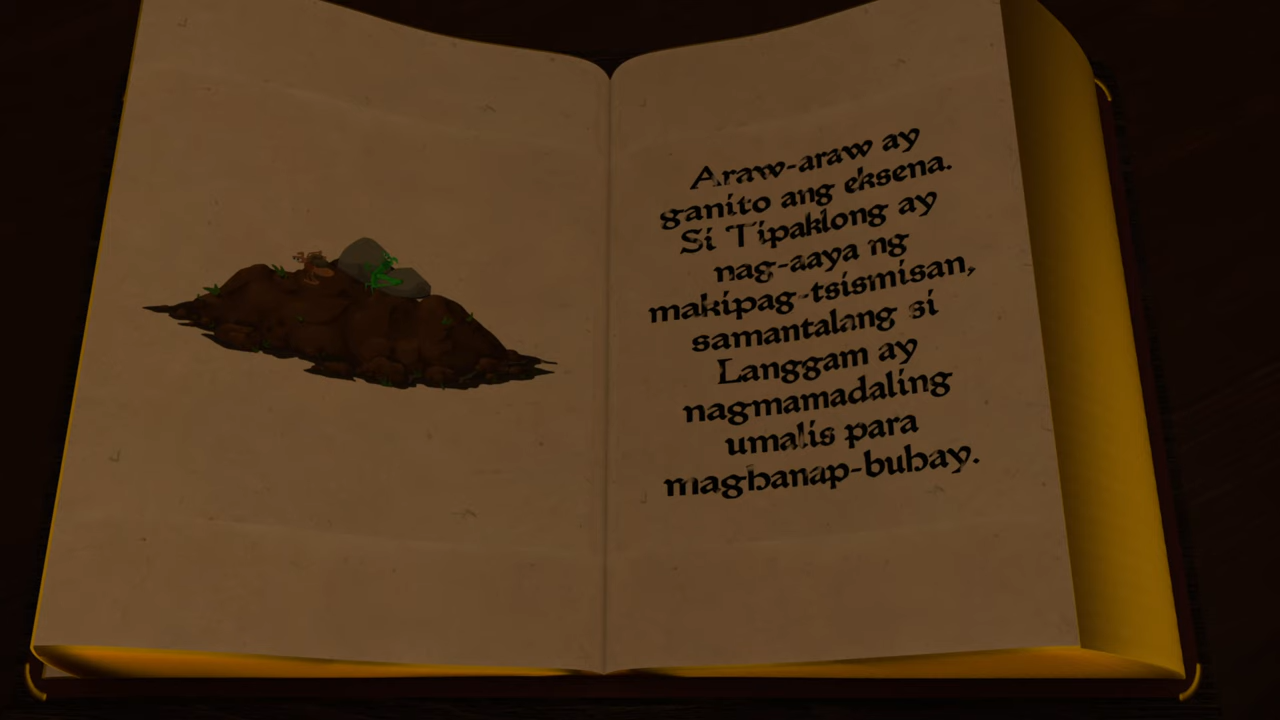 Araw-araw ay
ganito ang eksena.
Si Tipaklong ay
nag-aaya ng
makipag-tsismisan,
samantalang si
Langgam ay
nagmamadaling
umalis para
maghanap-buhay.